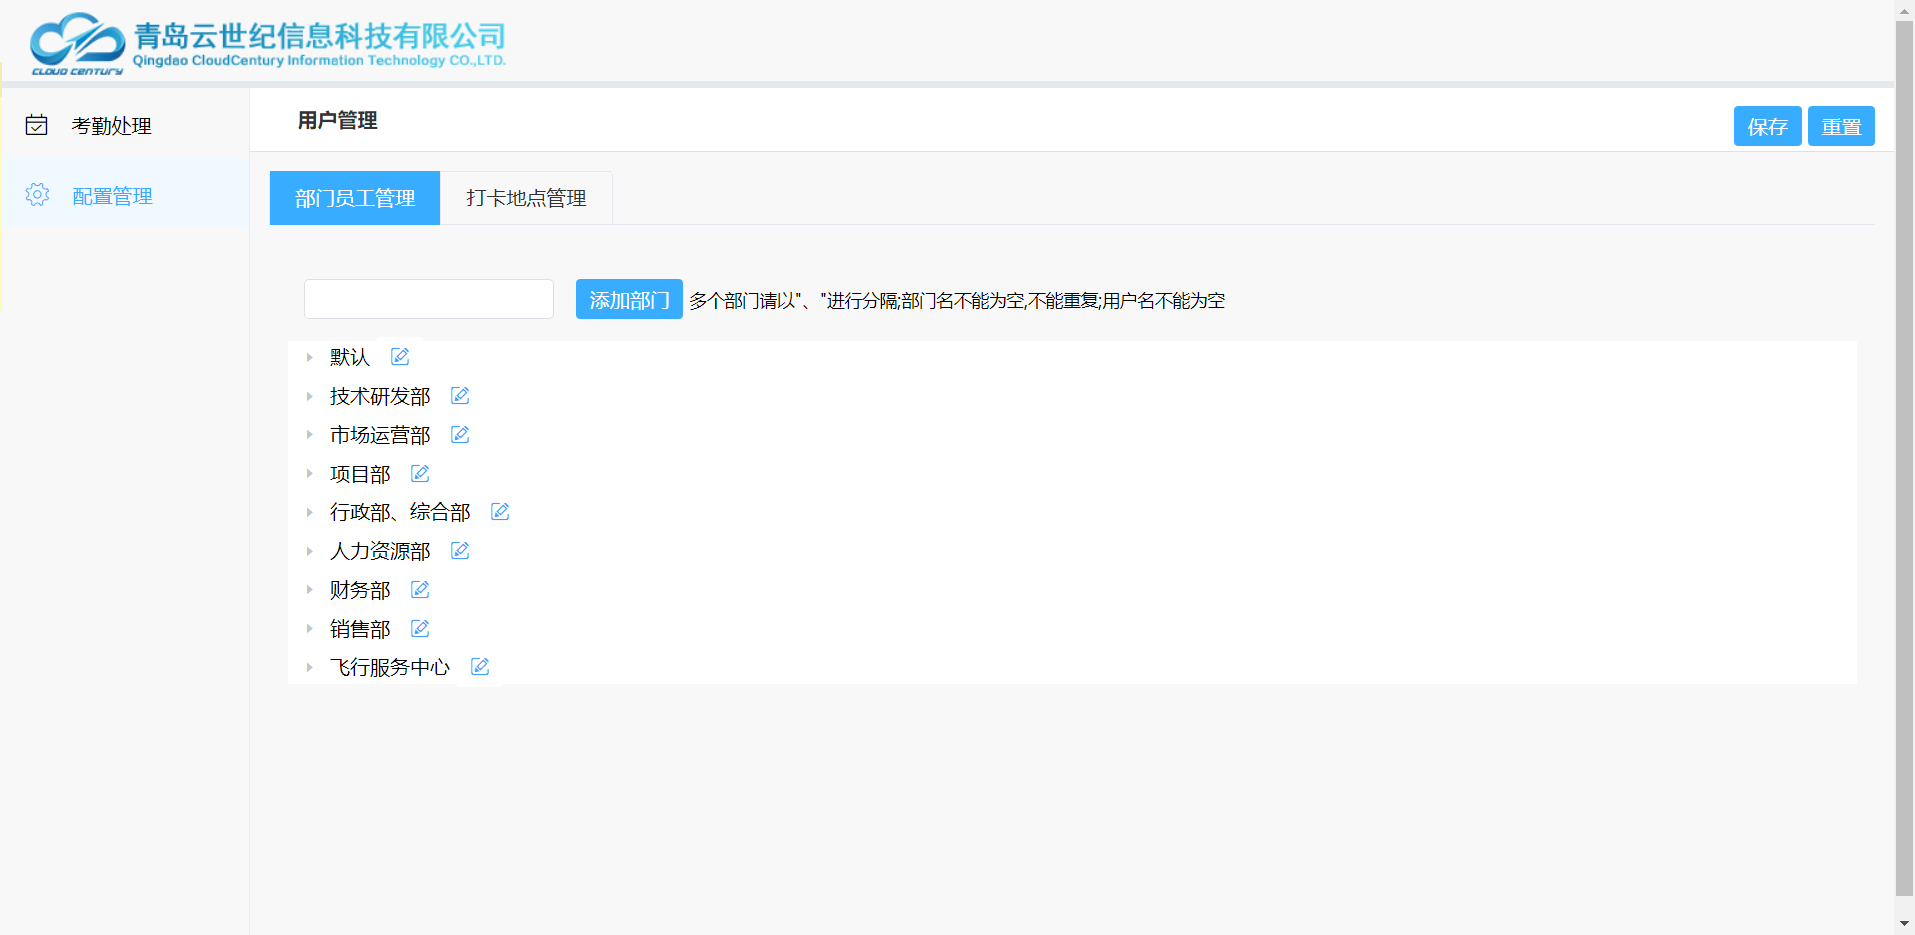 青岛云世纪信息科技有限公司
Qingdao CloudCentury Information Technology CO.,LTD.
CLOUD CENTURY
考勤处理
配置管理
用户管理
保存 重置
部门员工管理 打卡地点管理
添加部门 多个部门请以"、"进行分隔;部门名不能为空,不能重复;用户名不能为空
默认
技术研发部
市场运营部
项目部
行政部、综合部
人力资源部
财务部
销售部
飞行服务中心